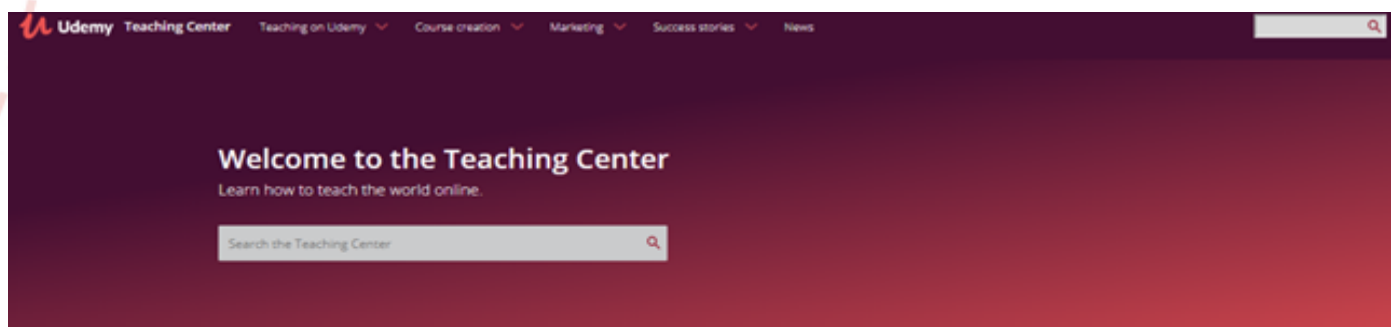 Udemy Teaching Center Teaching on Udemy Course creation Marketing Success stories News
Welcome to the Teaching Center
Learn how to teach the world online.
Search the Teaching Center